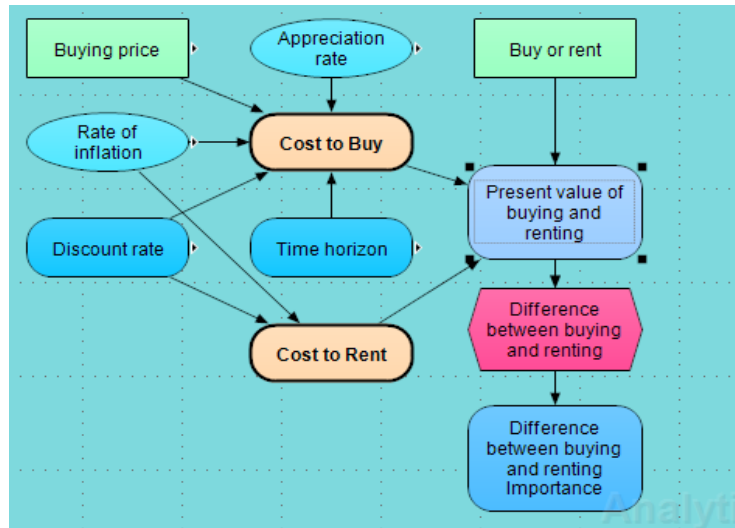 Buying price
Appreciation
rate
Buy or rent
Rate of
inflation
Cost to Buy
Present value of
buying and
renting
Discount rate
Time horizon
Difference
between buying
and renting
Cost to Rent
Difference
between buying
and renting
Importance